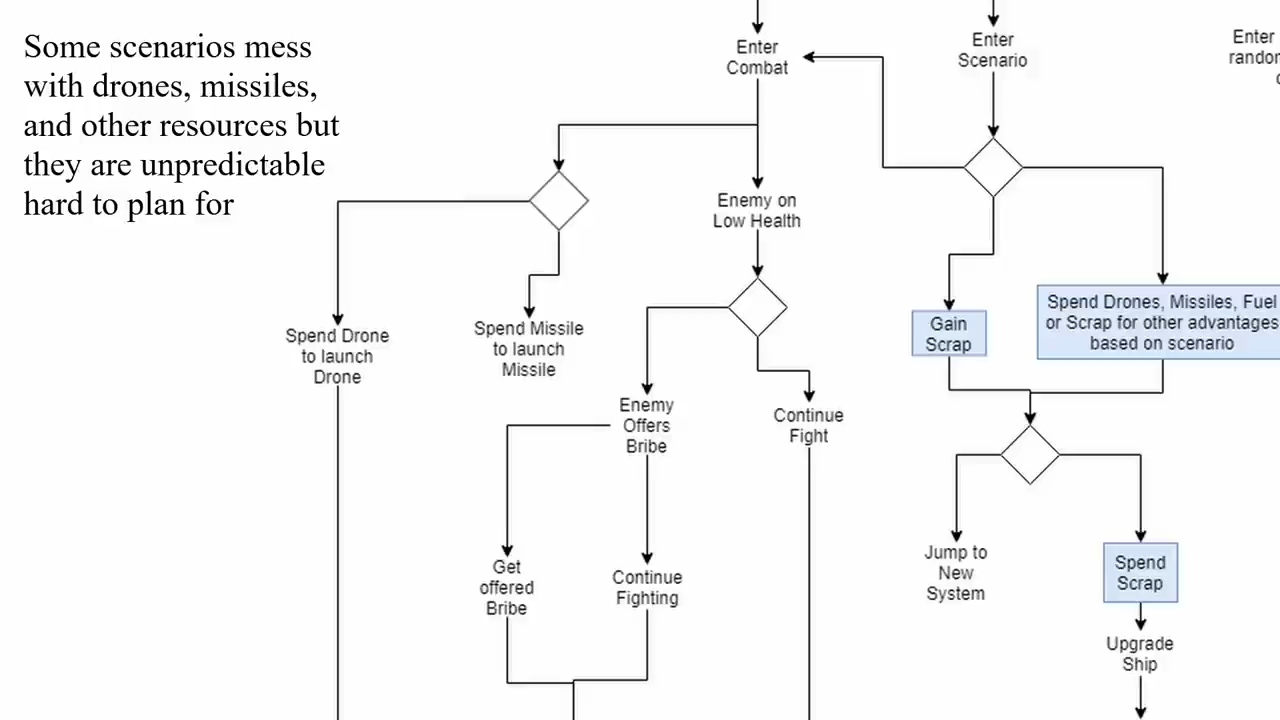 Some scenarios mess
with drones, missiles,
and other resources but
they are unpredictable
hard to plan for
Enter
Combat
Enter
Scenario
Enter
random
Enemy on
Low Health
Spend Drone
to launch
Drone
Spend Missile
to launch
Missile
Gain
Scrap
Spend Drones, Missiles, Fuel
or Scrap for other advantages
based on scenario
Enemy
Offers
Bribe
Continue
Fight
Get
offered
Bribe
Continue
Fighting
Jump to
New
System
Spend
Scrap
Upgrade
Ship